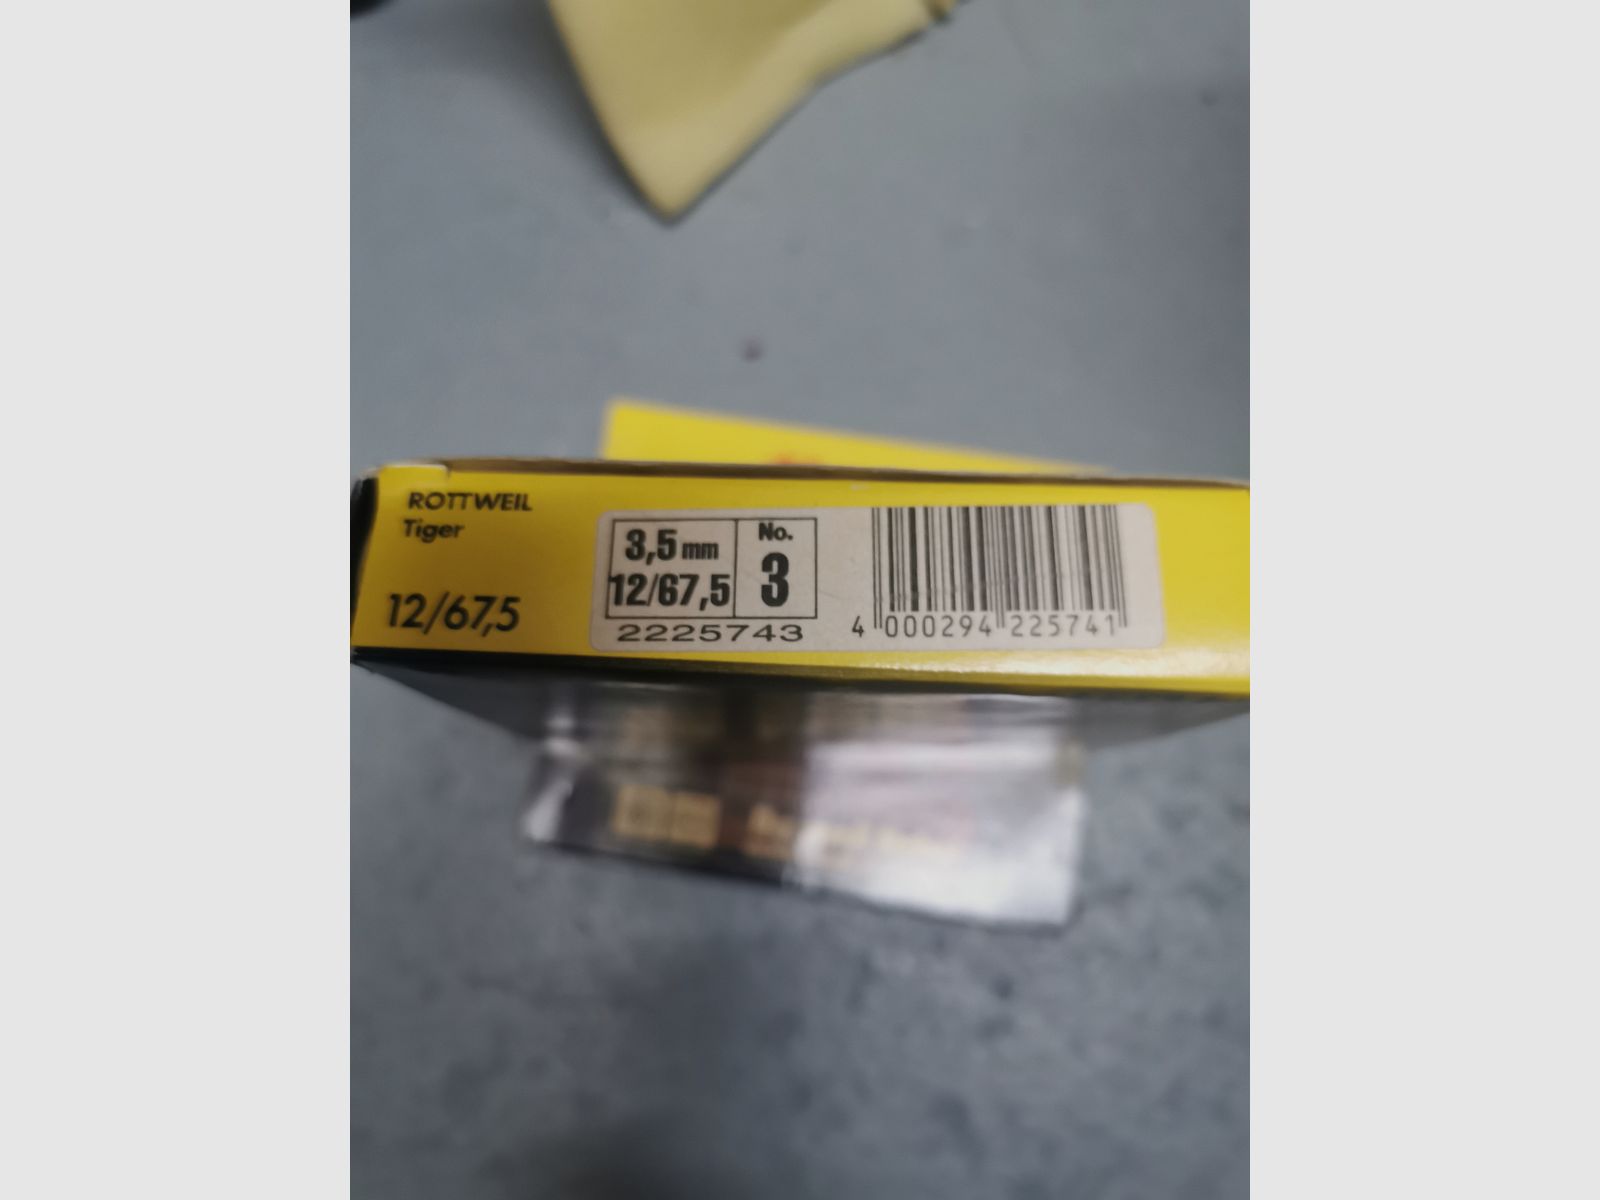 ROTTWEIL
Tiger
12/67,5
3,5 mm
12/67,5
No.
3
2225743
4 000294 225741